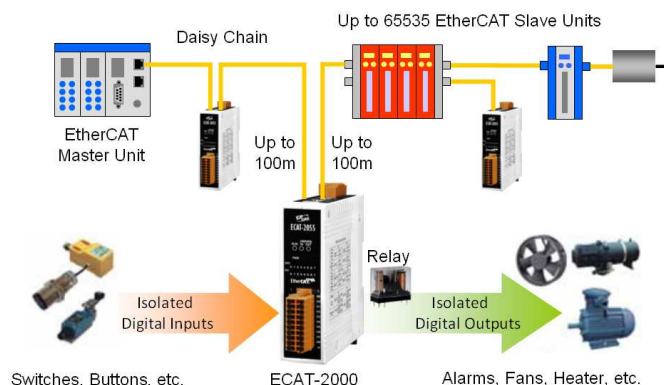 Up to 65535 EtherCAT Slave Units
Daisy Chain
EtherCAT
Master Unit
Up to
100m
Up to
100m
ECAT-2055
EtherCAT
Relay
Isolated
Digital Inputs
Isolated
Digital Outputs
Switches, Buttons, etc.
ECAT-2000
Alarms, Fans, Heater, etc.